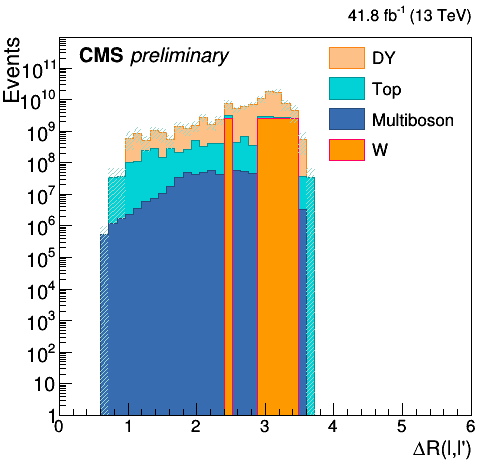 41.8 fb⁻¹ (13 TeV)
CMS preliminary
Events
DY
Top
Multiboson
W
10¹¹
10¹⁰
10⁹
10⁸
10⁷
10⁶
10⁵
10⁴
10³
10²
10
1
0 1 2 3 4 5 6
ΔR(l,l')